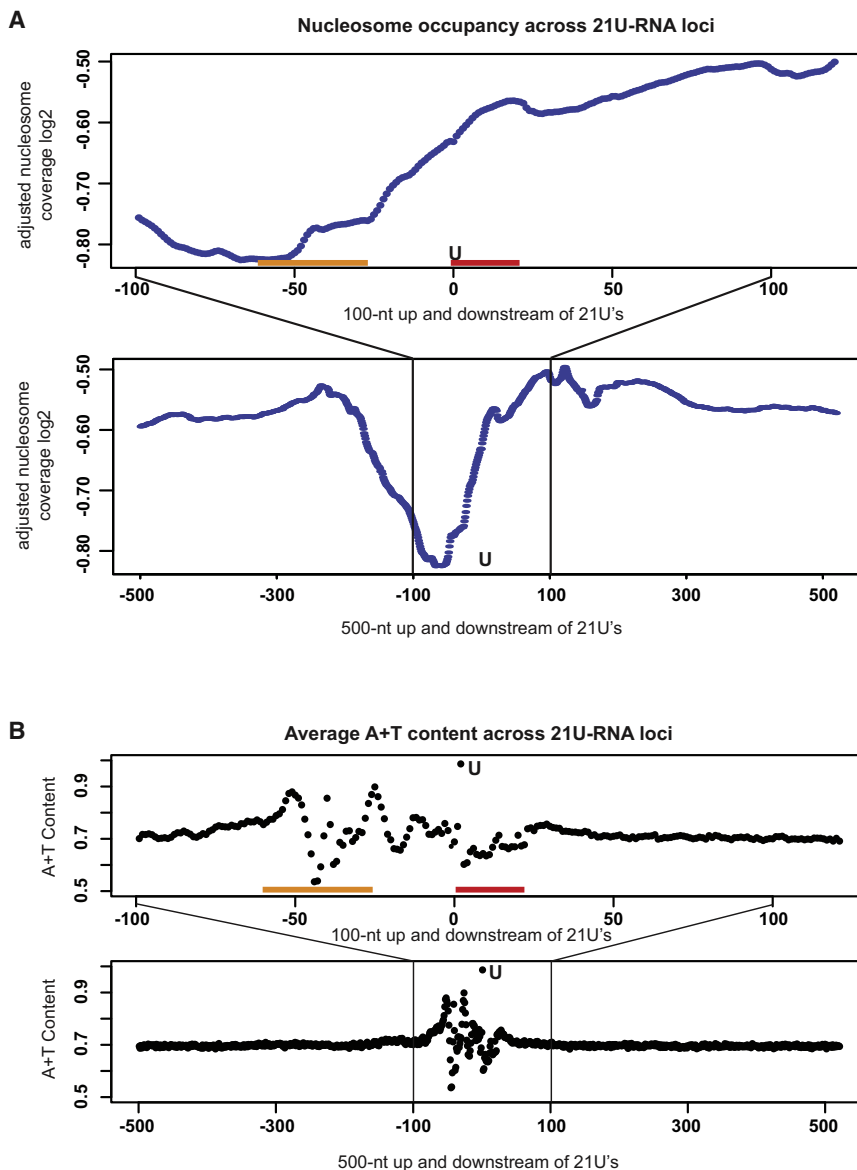 A
Nucleosome occupancy across 21U-RNA loci
adjusted nucleosome
coverage log2
-0.50
-0.60
-0.70
-0.80
U
-100
-50
0
50
100
100-nt up and downstream of 21U's
adjusted nucleosome
coverage log2
-0.50
-0.60
-0.70
-0.80
U
-500
-300
-100
100
300
500
500-nt up and downstream of 21U's
B
Average A+T content across 21U-RNA loci
A+T Content
0.9
0.7
0.5
U
-100
-50
0
50
100
100-nt up and downstream of 21U's
A+T Content
0.9
0.7
0.5
U
-500
-300
-100
100
300
500
500-nt up and downstream of 21U's